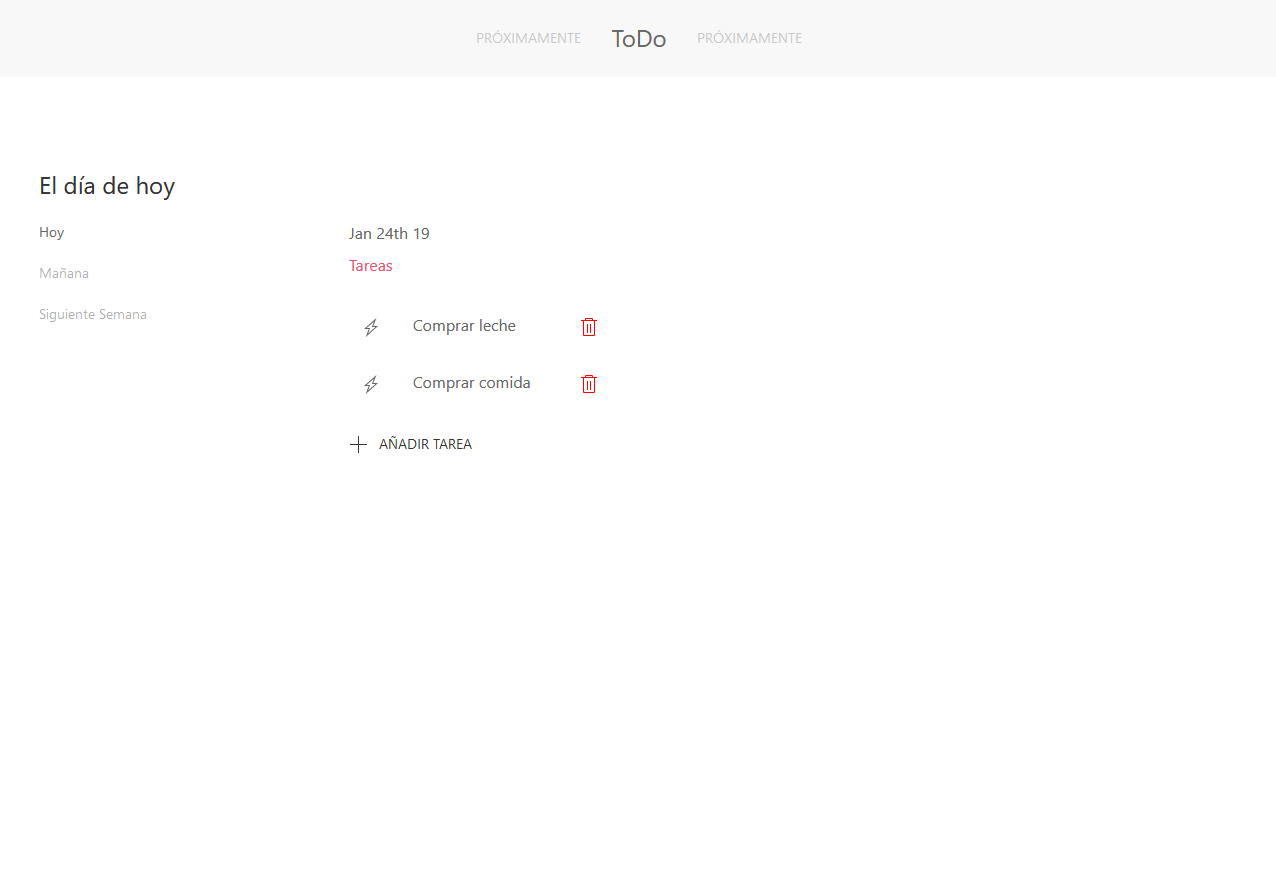 PRÓXIMAMENTE ToDo PRÓXIMAMENTE
El día de hoy
Hoy
Mañana
Siguiente Semana
Jan 24th 19
Tareas
Comprar leche
Comprar comida
AÑADIR TAREA